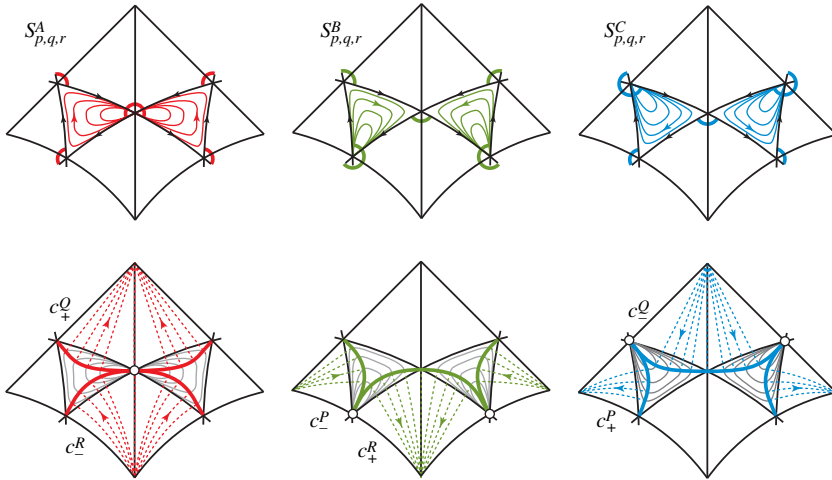 S^A_{p,q,r} S^B_{p,q,r} S^C_{p,q,r}
c^Q_+ c^Q_-
c^P_- c^P_+
c^R_- c^R_+